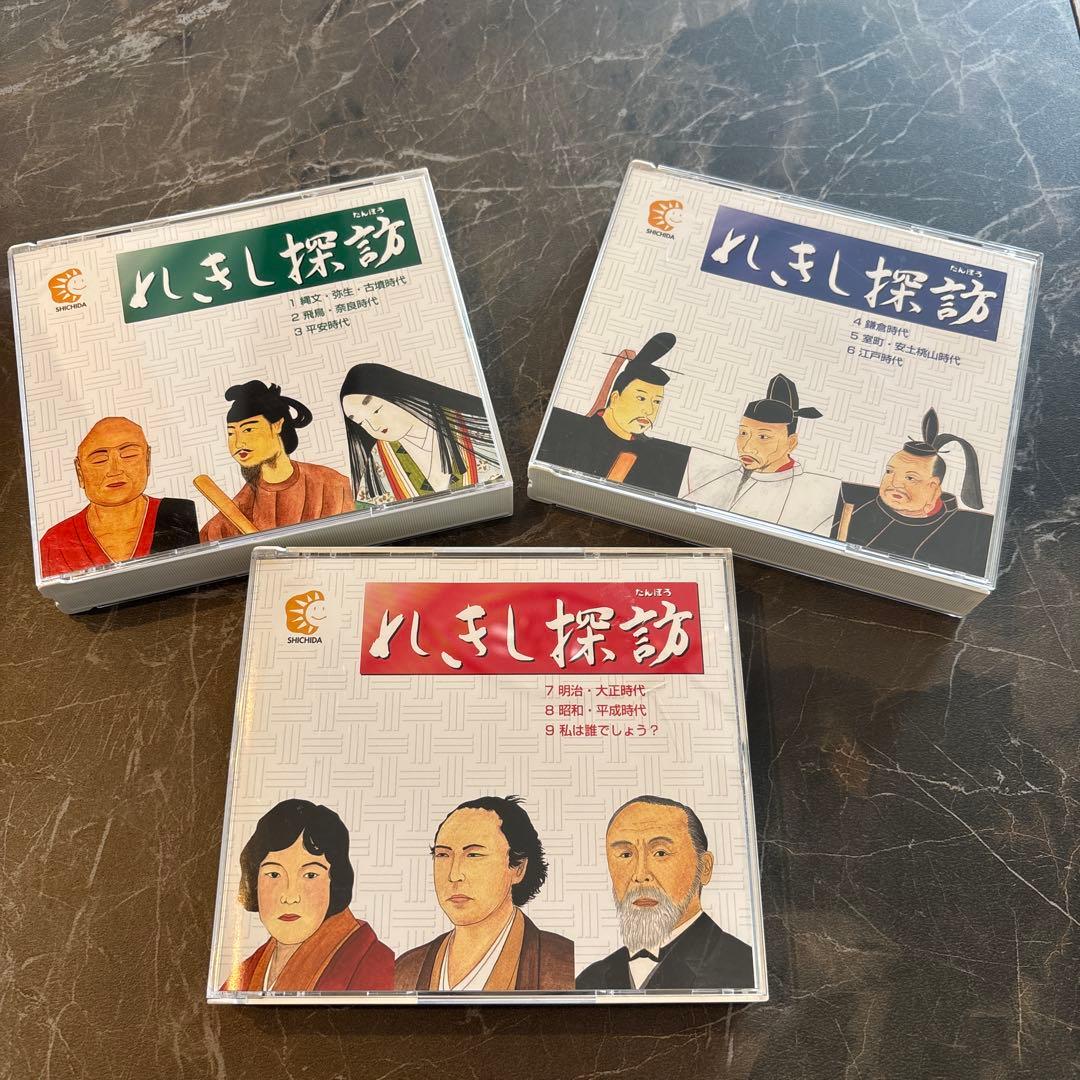 SHICHIDA
たんぼう
れきし探訪
1 縄文・弥生・古墳時代
2 飛鳥・奈良時代
3 平安時代
SHICHIDA
たんぼう
れきし探訪
4 鎌倉時代
5 室町・安土桃山時代
6 江戸時代
SHICHIDA
たんぼう
れきし探訪
7 明治・大正時代
8 昭和・平成時代
9 私は誰でしょう？